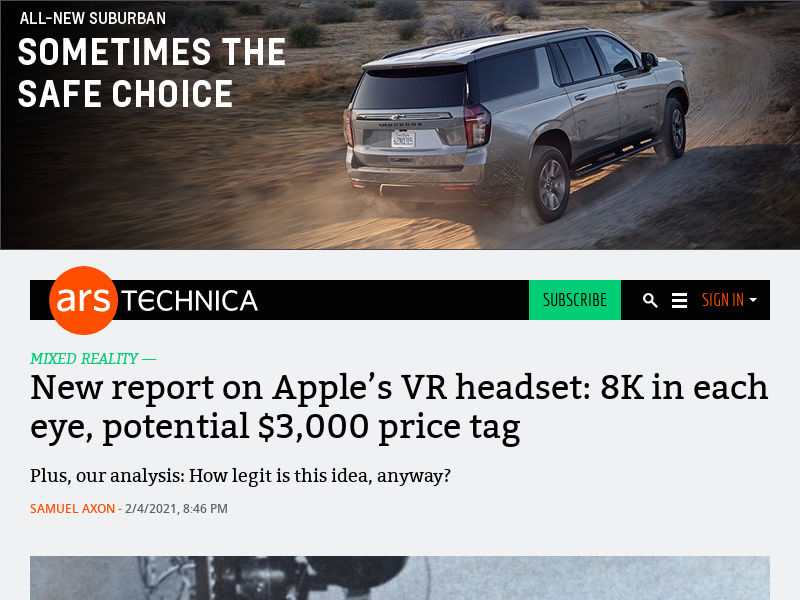 ALL-NEW SUBURBAN
SOMETIMES THE
SAFE CHOICE
ars TECHNICA
SUBSCRIBE
SIGN IN
MIXED REALITY —
New report on Apple’s VR headset: 8K in each
eye, potential $3,000 price tag
Plus, our analysis: How legit is this idea, anyway?
SAMUEL AXON - 2/4/2021, 8:46 PM